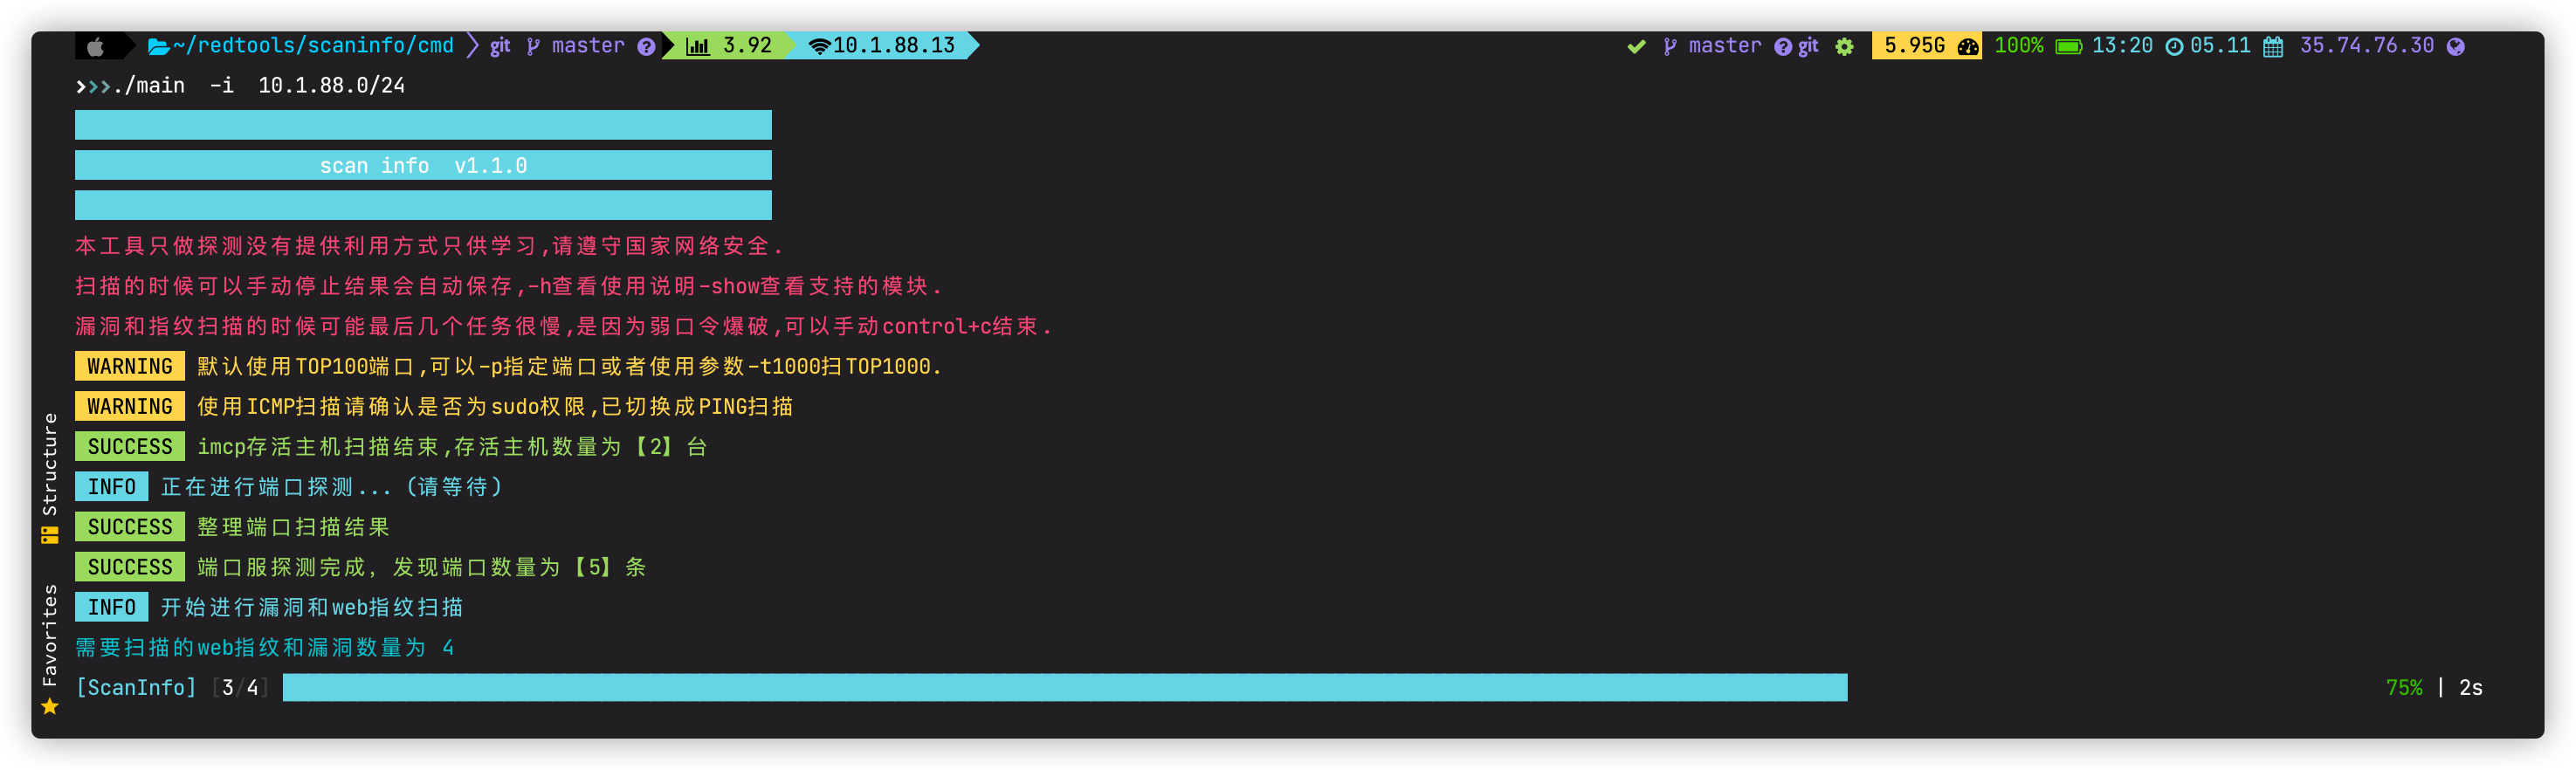 ~/redtools/scaninfo/cmd git master ? 3.92 10.1.88.13 master ? git 5.95G 100% 13:20 05.11 35.74.76.30
❯❯❯./main -i 10.1.88.0/24
scan info v1.1.0
本工具只做探测没有提供利用方式只供学习,请遵守国家网络安全.
扫描的时候可以手动停止结果会自动保存,-h查看使用说明-show查看支持的模块.
漏洞和指纹扫描的时候可能最后几个任务很慢,是因为弱口令爆破,可以手动control+c结束.
WARNING 默认使用TOP100端口,可以-p指定端口或者使用参数-t1000扫TOP1000.
WARNING 使用ICMP扫描请确认是否为sudo权限,已切换成PING扫描
SUCCESS imcp存活主机扫描结束,存活主机数量为【2】台
INFO 正在进行端口探测...(请等待)
SUCCESS 整理端口扫描结果
SUCCESS 端口服探测完成, 发现端口数量为【5】条
INFO 开始进行漏洞和web指纹扫描
需要扫描的web指纹和漏洞数量为 4
[ScanInfo] [3/4] 75% | 2s
Structure
Favorites